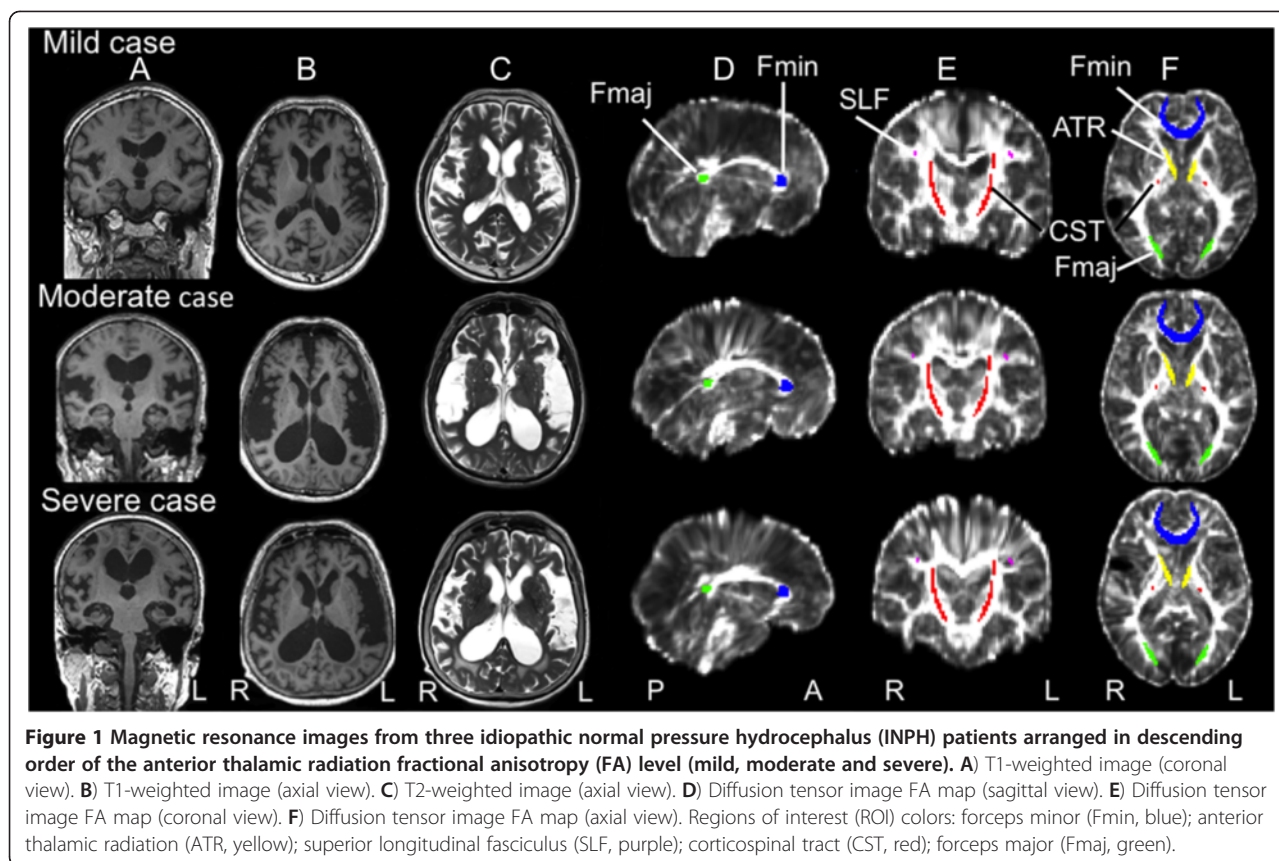 Mild case
A B C D E F
Fmaj Fmin SLF Fmin
ATR
CST
Fmaj
Moderate case
Severe case
L R L R L P A R L R L
Figure 1 Magnetic resonance images from three idiopathic normal pressure hydrocephalus (INPH) patients arranged in descending
order of the anterior thalamic radiation fractional anisotropy (FA) level (mild, moderate and severe). A) T1-weighted image (coronal
view). B) T1-weighted image (axial view). C) T2-weighted image (axial view). D) Diffusion tensor image FA map (sagittal view). E) Diffusion tensor
image FA map (coronal view). F) Diffusion tensor image FA map (axial view). Regions of interest (ROI) colors: forceps minor (Fmin, blue); anterior
thalamic radiation (ATR, yellow); superior longitudinal fasciculus (SLF, purple); corticospinal tract (CST, red); forceps major (Fmaj, green).